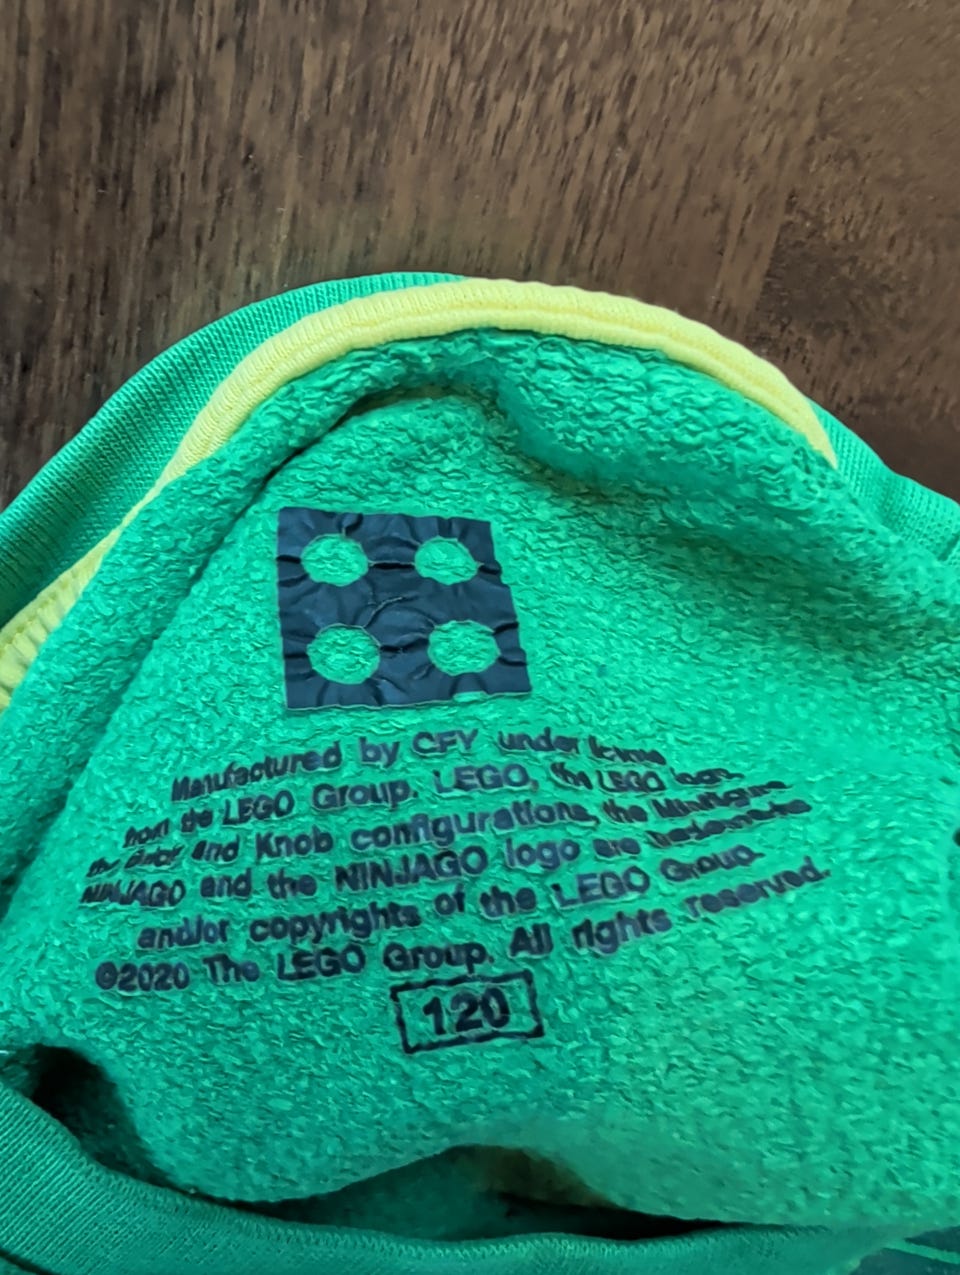 Manufactured by CFY under license
from the LEGO Group. LEGO, the LEGO logo,
the Brick and Knob configurations, the Minifigure,
NINJAGO and the NINJAGO logo are trademarks
and/or copyrights of the LEGO Group.
©2020 The LEGO Group. All rights reserved.
120